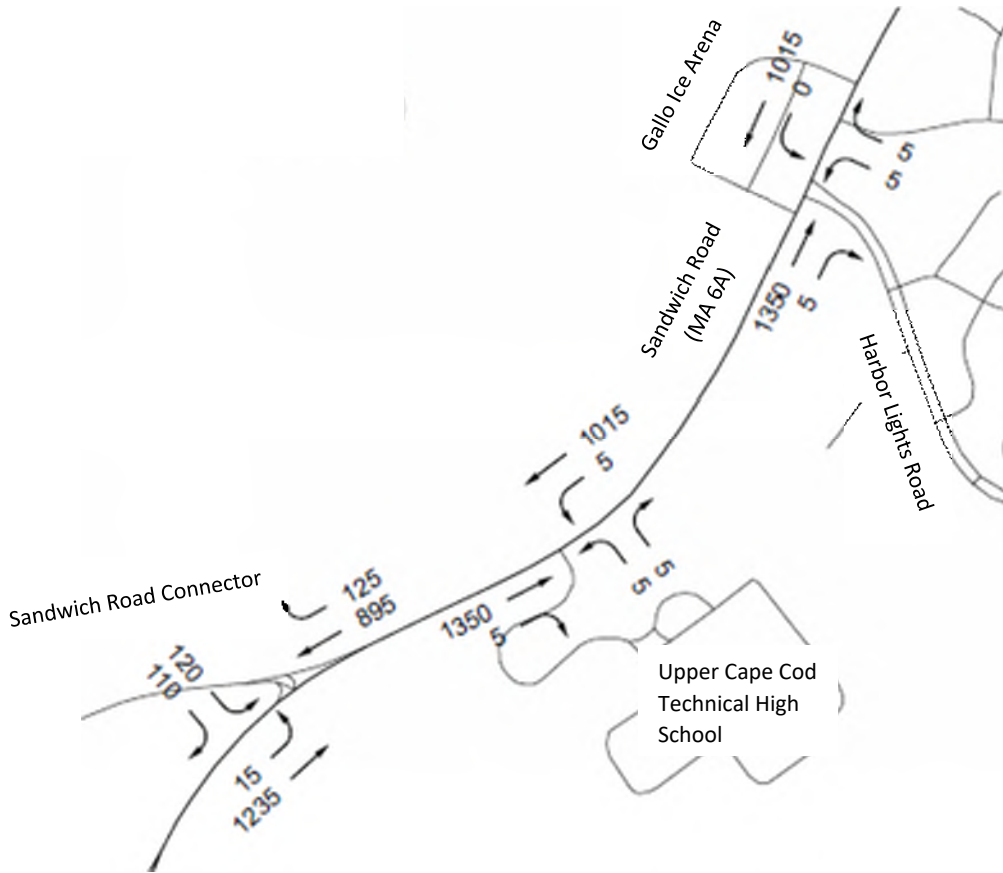 Gallo Ice Arena
1015
0
5
5
Sandwich Road
(MA 6A)
1350
5
Harbor Lights Road
1015
5
5
5
Sandwich Road Connector
125
895
1350
5
120
110
Upper Cape Cod
Technical High
School
15
1235